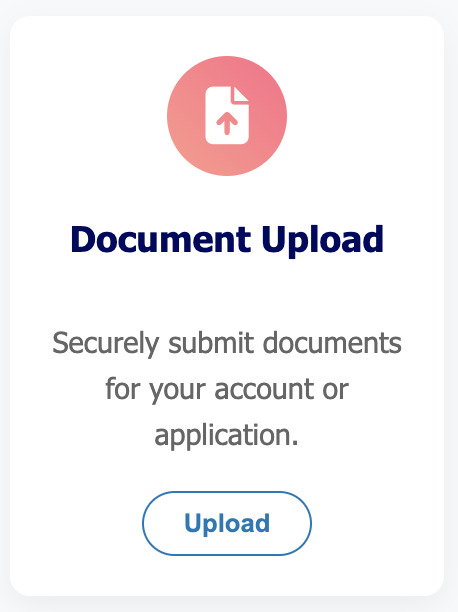 Document Upload
Securely submit documents
for your account or
application.
Upload